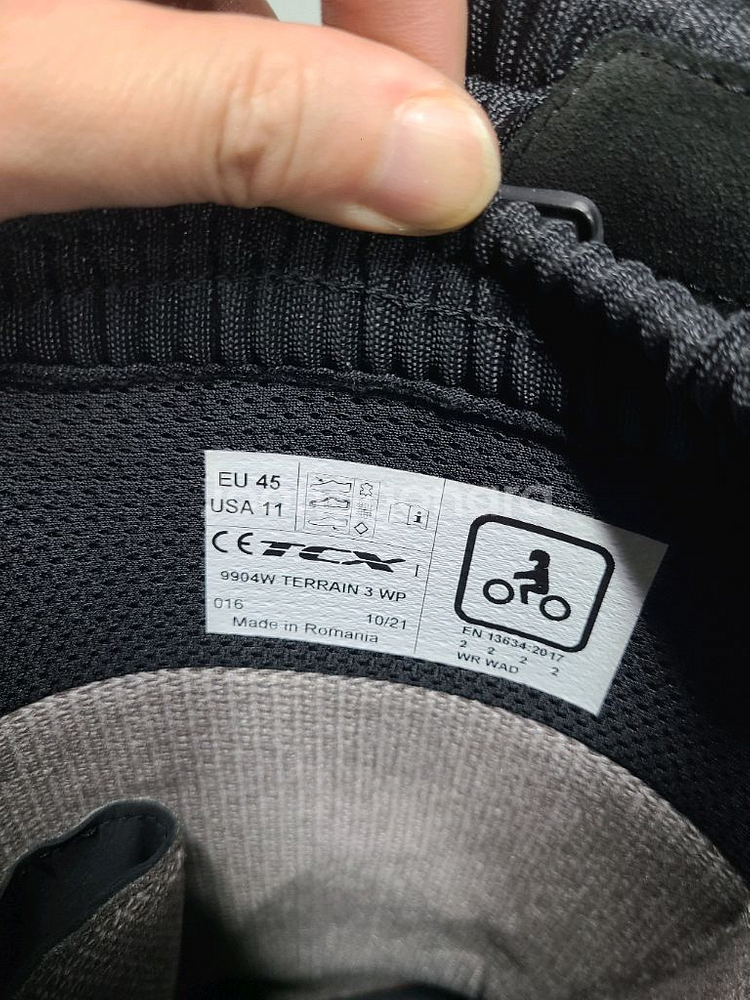 EU 45
USA 11
CE TCX
9904W TERRAIN 3 WP
016 10/21
Made in Romania
EN 13634:2017
2 2 2 2
WR WAD